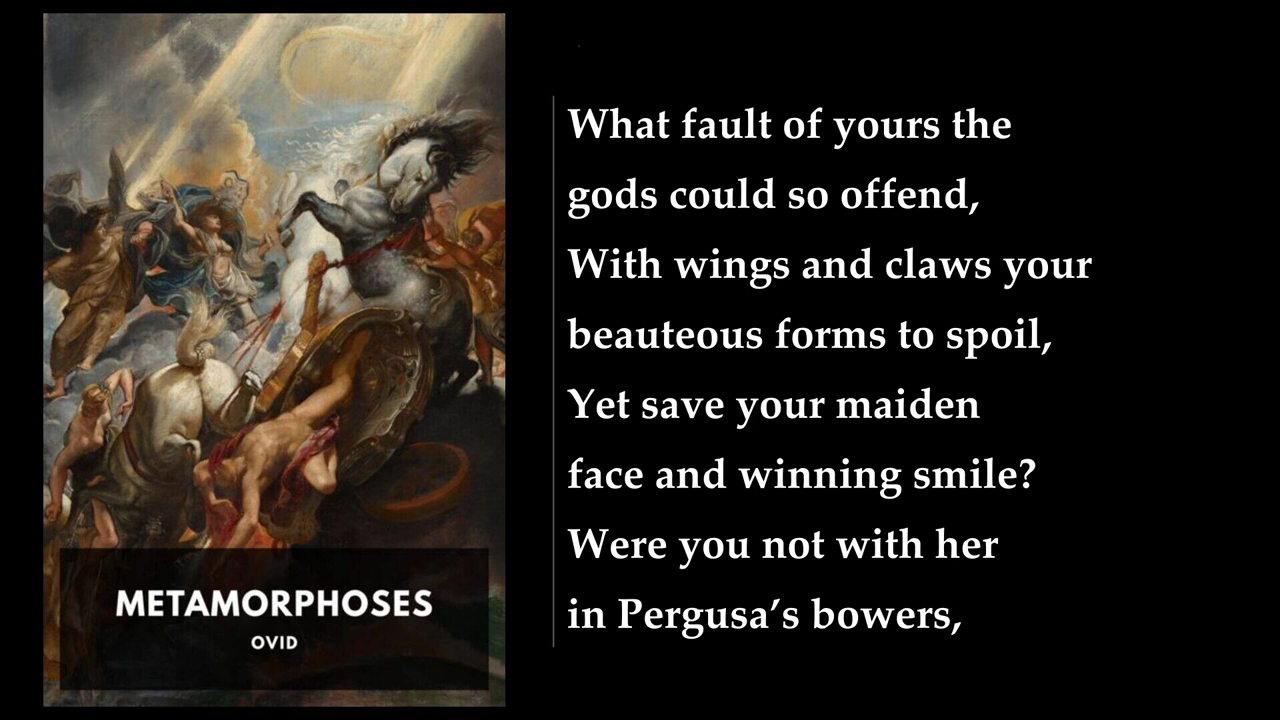 METAMORPHOSES
OVID
What fault of yours the
gods could so offend,
With wings and claws your
beauteous forms to spoil,
Yet save your maiden
face and winning smile?
Were you not with her
in Pergusa’s bowers,